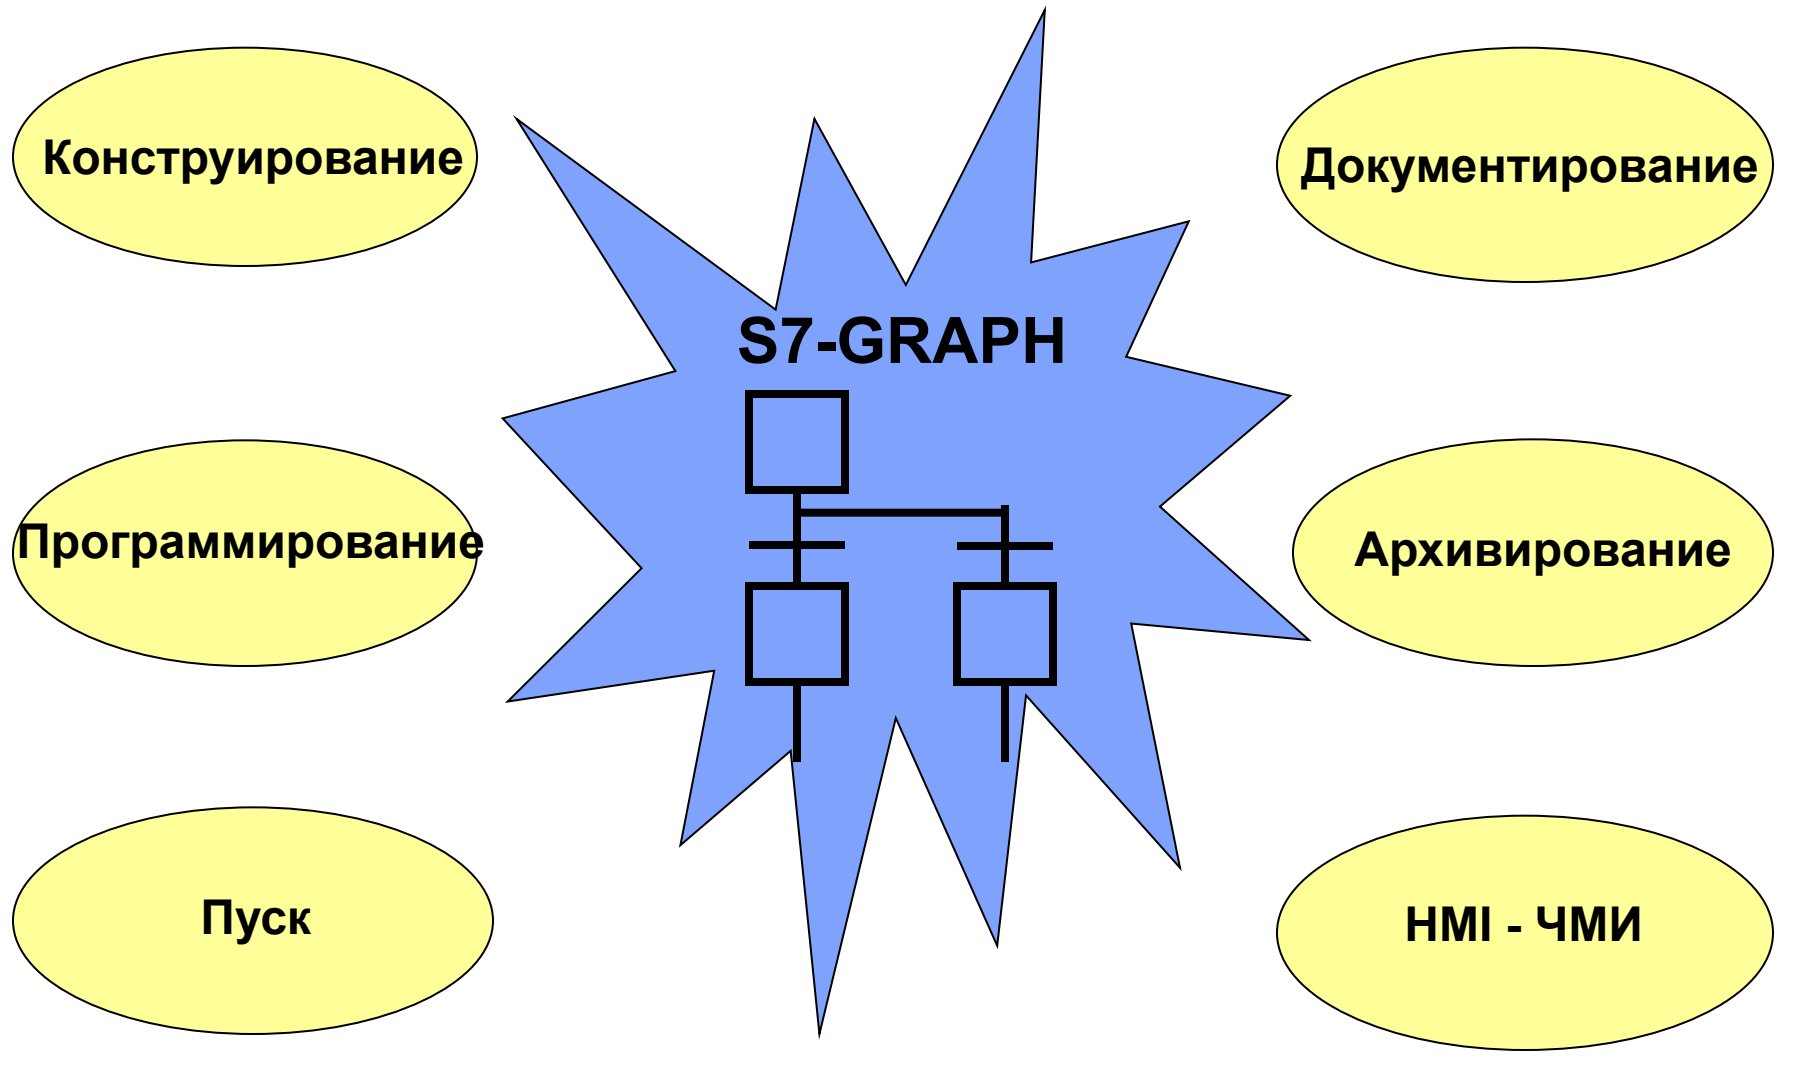 Конструирование
Документирование
S7-GRAPH
Программирование
Архивирование
Пуск
HMI - ЧМИ